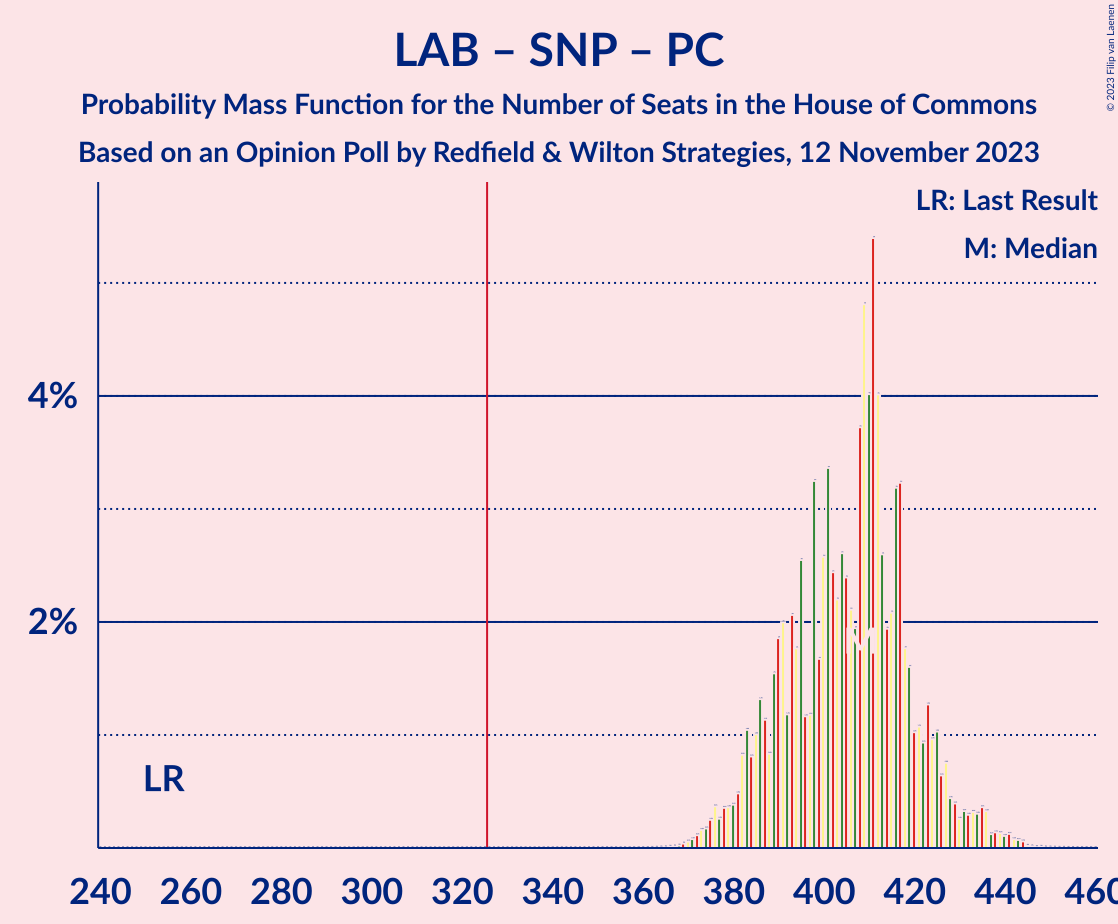 LAB – SNP – PC
Probability Mass Function for the Number of Seats in the House of Commons
Based on an Opinion Poll by Redfield & Wilton Strategies, 12 November 2023
© 2023 Filip van Laenen
LR: Last Result
M: Median
4%
2%
M
LR
240 260 280 300 320 340 360 380 400 420 440 460